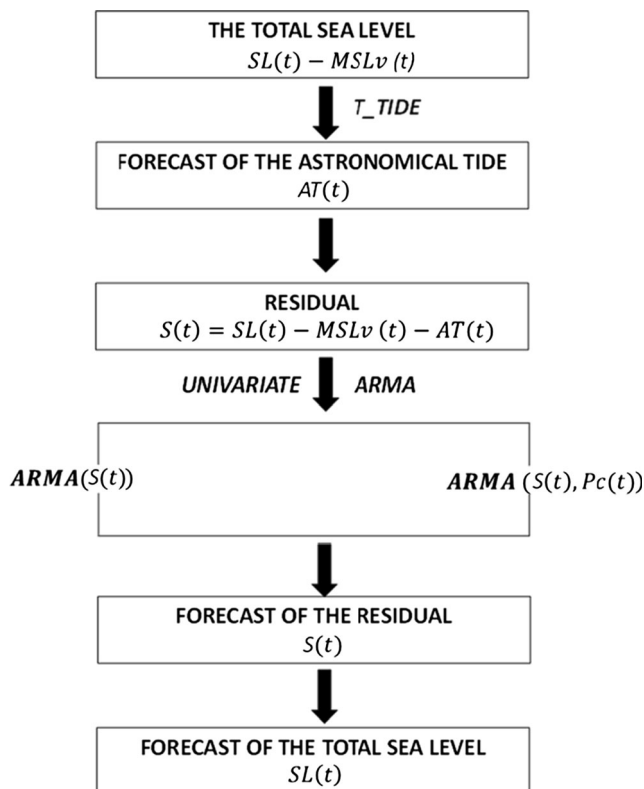 THE TOTAL SEA LEVEL
SL(t) − MSLv (t)
T_TIDE
FORECAST OF THE ASTRONOMICAL TIDE
AT(t)
RESIDUAL
S(t) = SL(t) − MSLv (t) − AT(t)
UNIVARIATE ARMA
ARMA(S(t))
ARMA (S(t), Pc(t))
FORECAST OF THE RESIDUAL
S(t)
FORECAST OF THE TOTAL SEA LEVEL
SL(t)